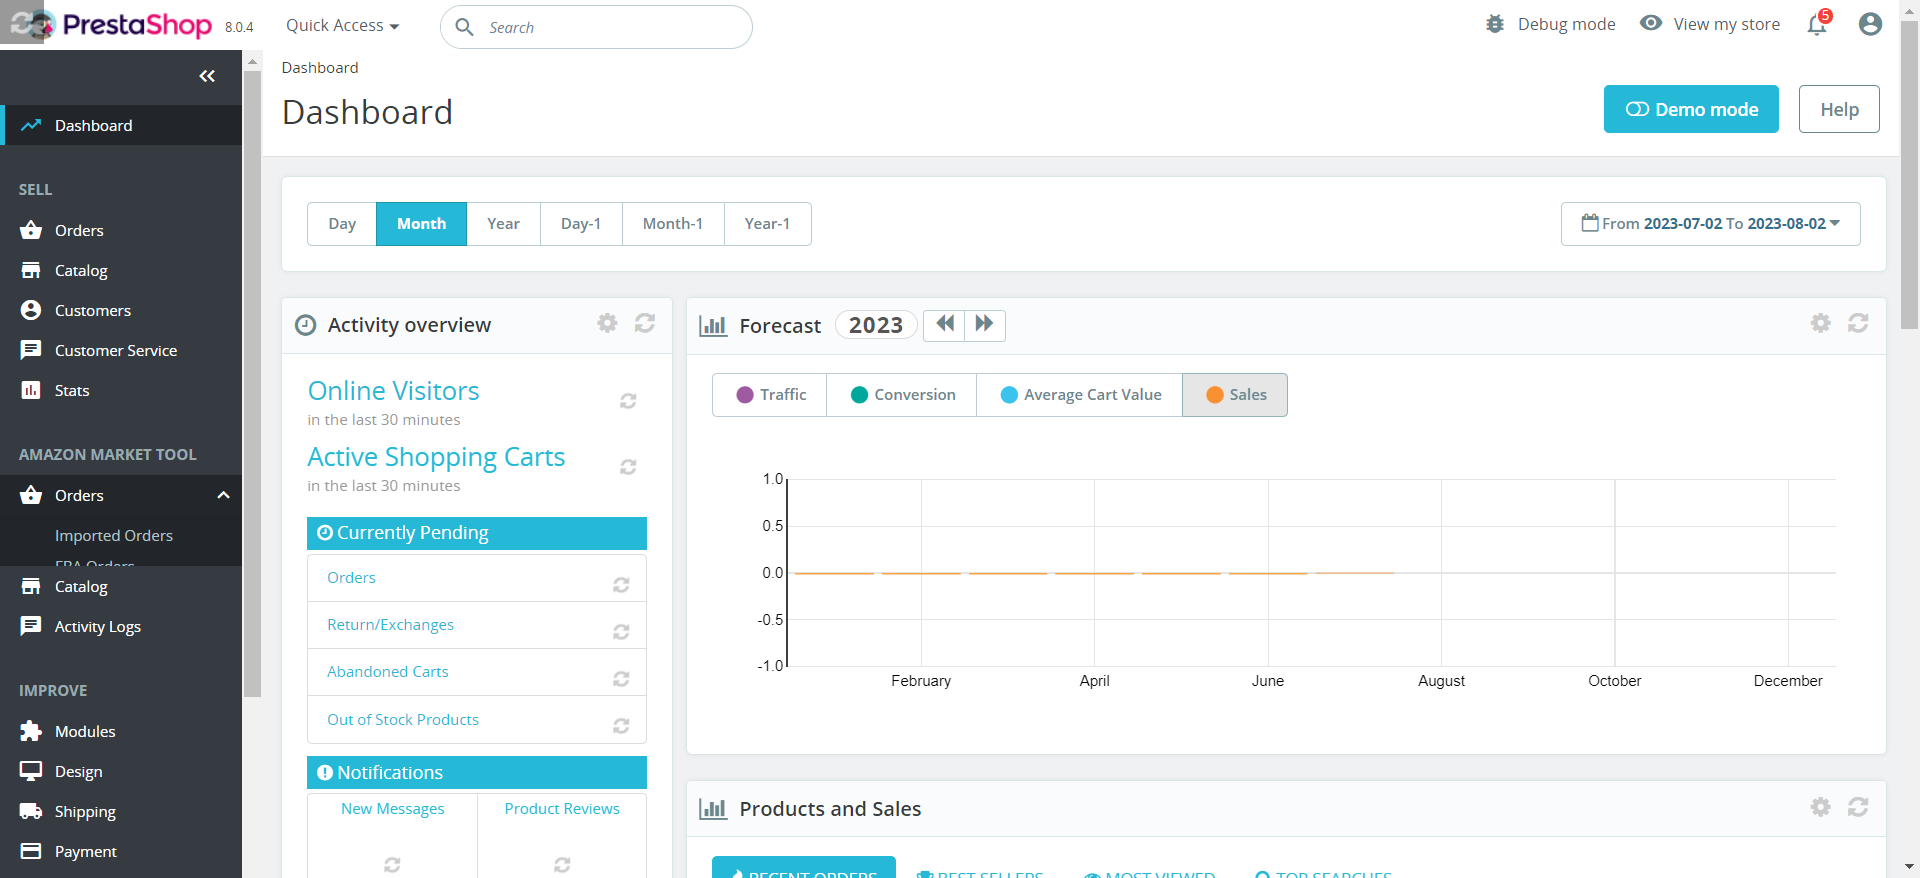 PrestaShop 8.0.4
Quick Access
Search
Debug mode
View my store
5
Dashboard
Dashboard
Demo mode
Help
Dashboard
SELL
Orders
Catalog
Customers
Customer Service
Stats
AMAZON MARKET TOOL
Orders
Imported Orders
FBA Orders
Catalog
Activity Logs
IMPROVE
Modules
Design
Shipping
Payment
Day
Month
Year
Day-1
Month-1
Year-1
From 2023-07-02 To 2023-08-02
Activity overview
Online Visitors
in the last 30 minutes
Active Shopping Carts
in the last 30 minutes
Currently Pending
Orders
Return/Exchanges
Abandoned Carts
Out of Stock Products
Notifications
New Messages
Product Reviews
Forecast 2023
Traffic
Conversion
Average Cart Value
Sales
1.0
0.5
0.0
-0.5
-1.0
February
April
June
August
October
December
Products and Sales
RECENT ORDERS
BEST SELLERS
MOST VIEWED
TOP SEARCHES